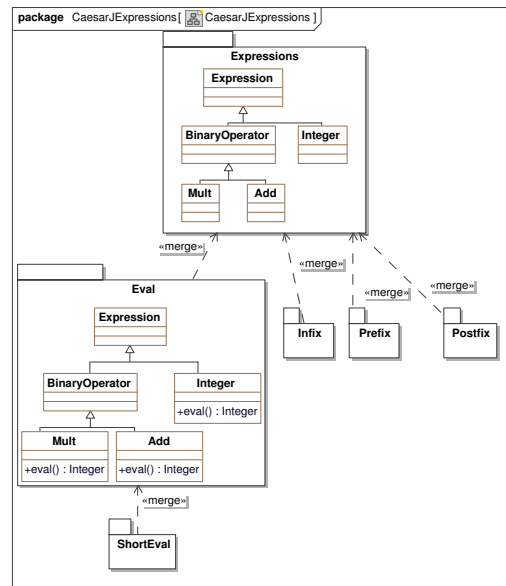 package CaesarJExpressions[ CaesarJExpressions ]
Expressions
Expression
BinaryOperator Integer
Mult Add
«merge» «merge» «merge» «merge»
Eval
Expression
Infix Prefix Postfix
BinaryOperator Integer
+eval() : Integer
Mult Add
+eval() : Integer +eval() : Integer
«merge»
ShortEval